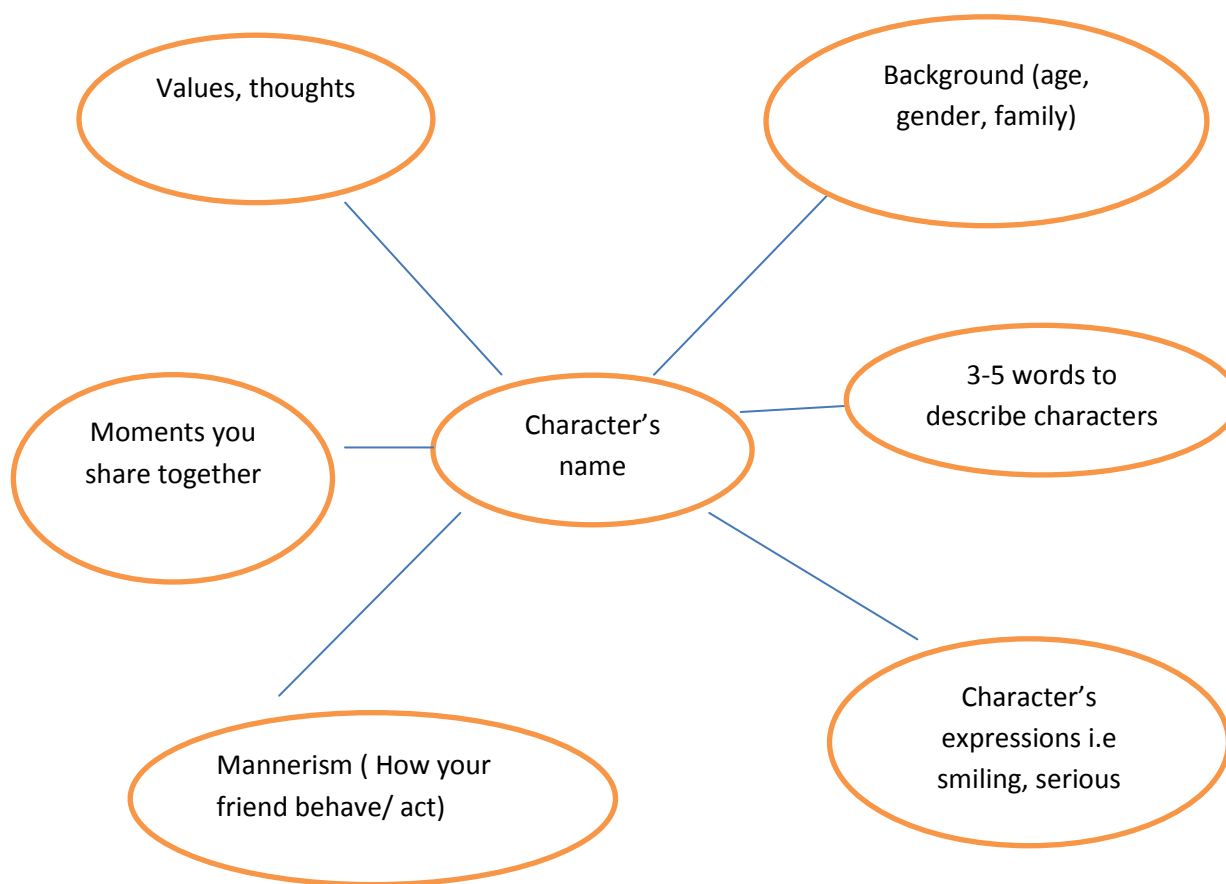 Values, thoughts
Background (age,
gender, family)
3-5 words to
describe characters
Character’s
name
Moments you
share together
Mannerism ( How your
friend behave/ act)
Character’s
expressions i.e
smiling, serious